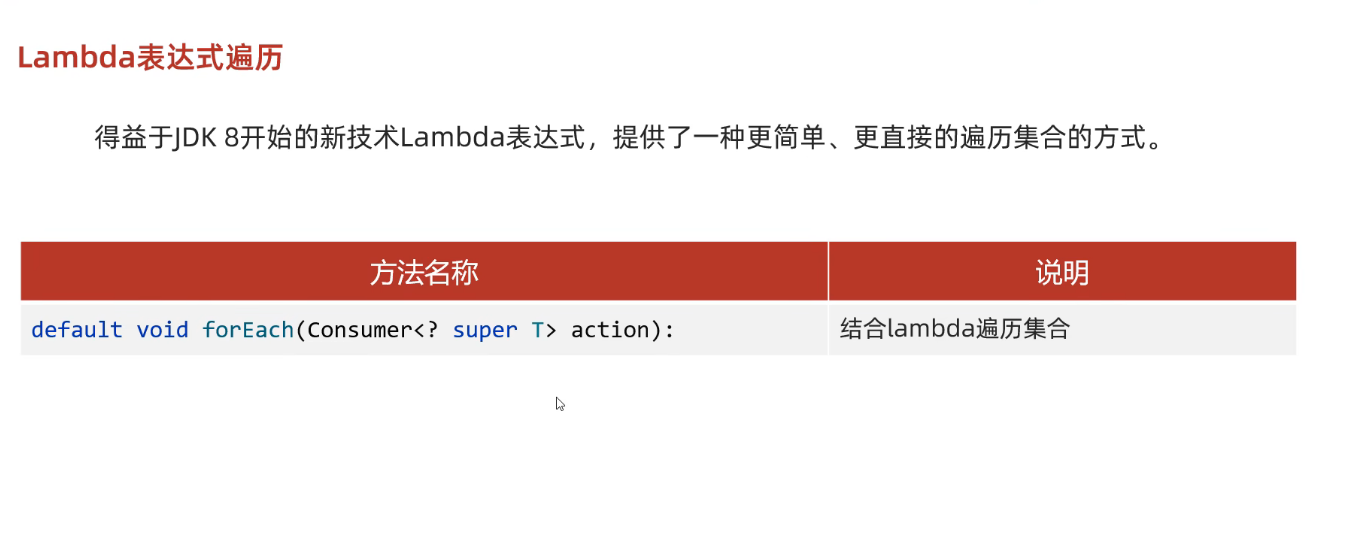 Lambda表达式遍历
得益于JDK 8开始的新技术Lambda表达式，提供了一种更简单、更直接的遍历集合的方式。
方法名称 说明
default void forEach(Consumer<? super T> action): 结合lambda遍历集合